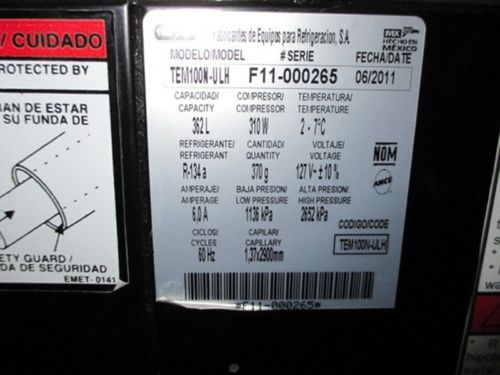 / CUIDADO
ROTECTED BY
AN DE ESTAR
SU FUNDA DE
ETY GUARD /
DA DE SEGURIDAD
EMET- 0141
Fabricantes de Equipos para Refrigeracion, S.A.
MX
HECHO EN
MÉXICO
MODELO/MODEL # SERIE FECHA/DATE
TEM100N-ULH F11-000265 06/2011
CAPACIDAD/ COMPRESOR/ TEMPERATURA/
CAPACITY COMPRESSOR TEMPERATURE
362 L 310 W 2 - 7°C
REFRIGERANTE/ CANTIDAD/ VOLTAJE/
REFRIGERANT QUANTITY VOLTAGE
R-134 a 370 g 127 V~ ± 10 %
NOM
ANCE
AMPERAJE/ BAJA PRESION/ ALTA PRESION/
AMPERAGE LOW PRESSURE HIGH PRESSURE
6,0 A 1136 kPa 2652 kPa
CODIGO/CODE
TEM100N-ULH
CICLOS/ CAPILAR/
CYCLES CAPILLARY
60 Hz 1,37x2900mm
*F11-000265*